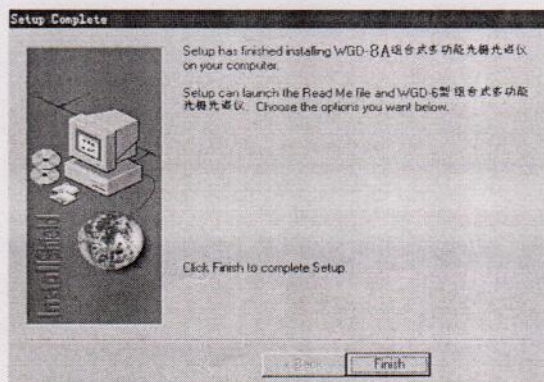 Setup Complete
Setup has finished installing WGD-8A组合式多功能光栅光谱仪
on your computer.
Setup can launch the Read Me file and WGD-6型 组合式多功能
光栅光谱仪. Choose the options you want below.
InstallShield
Click Finish to complete Setup.
< Back
Finish